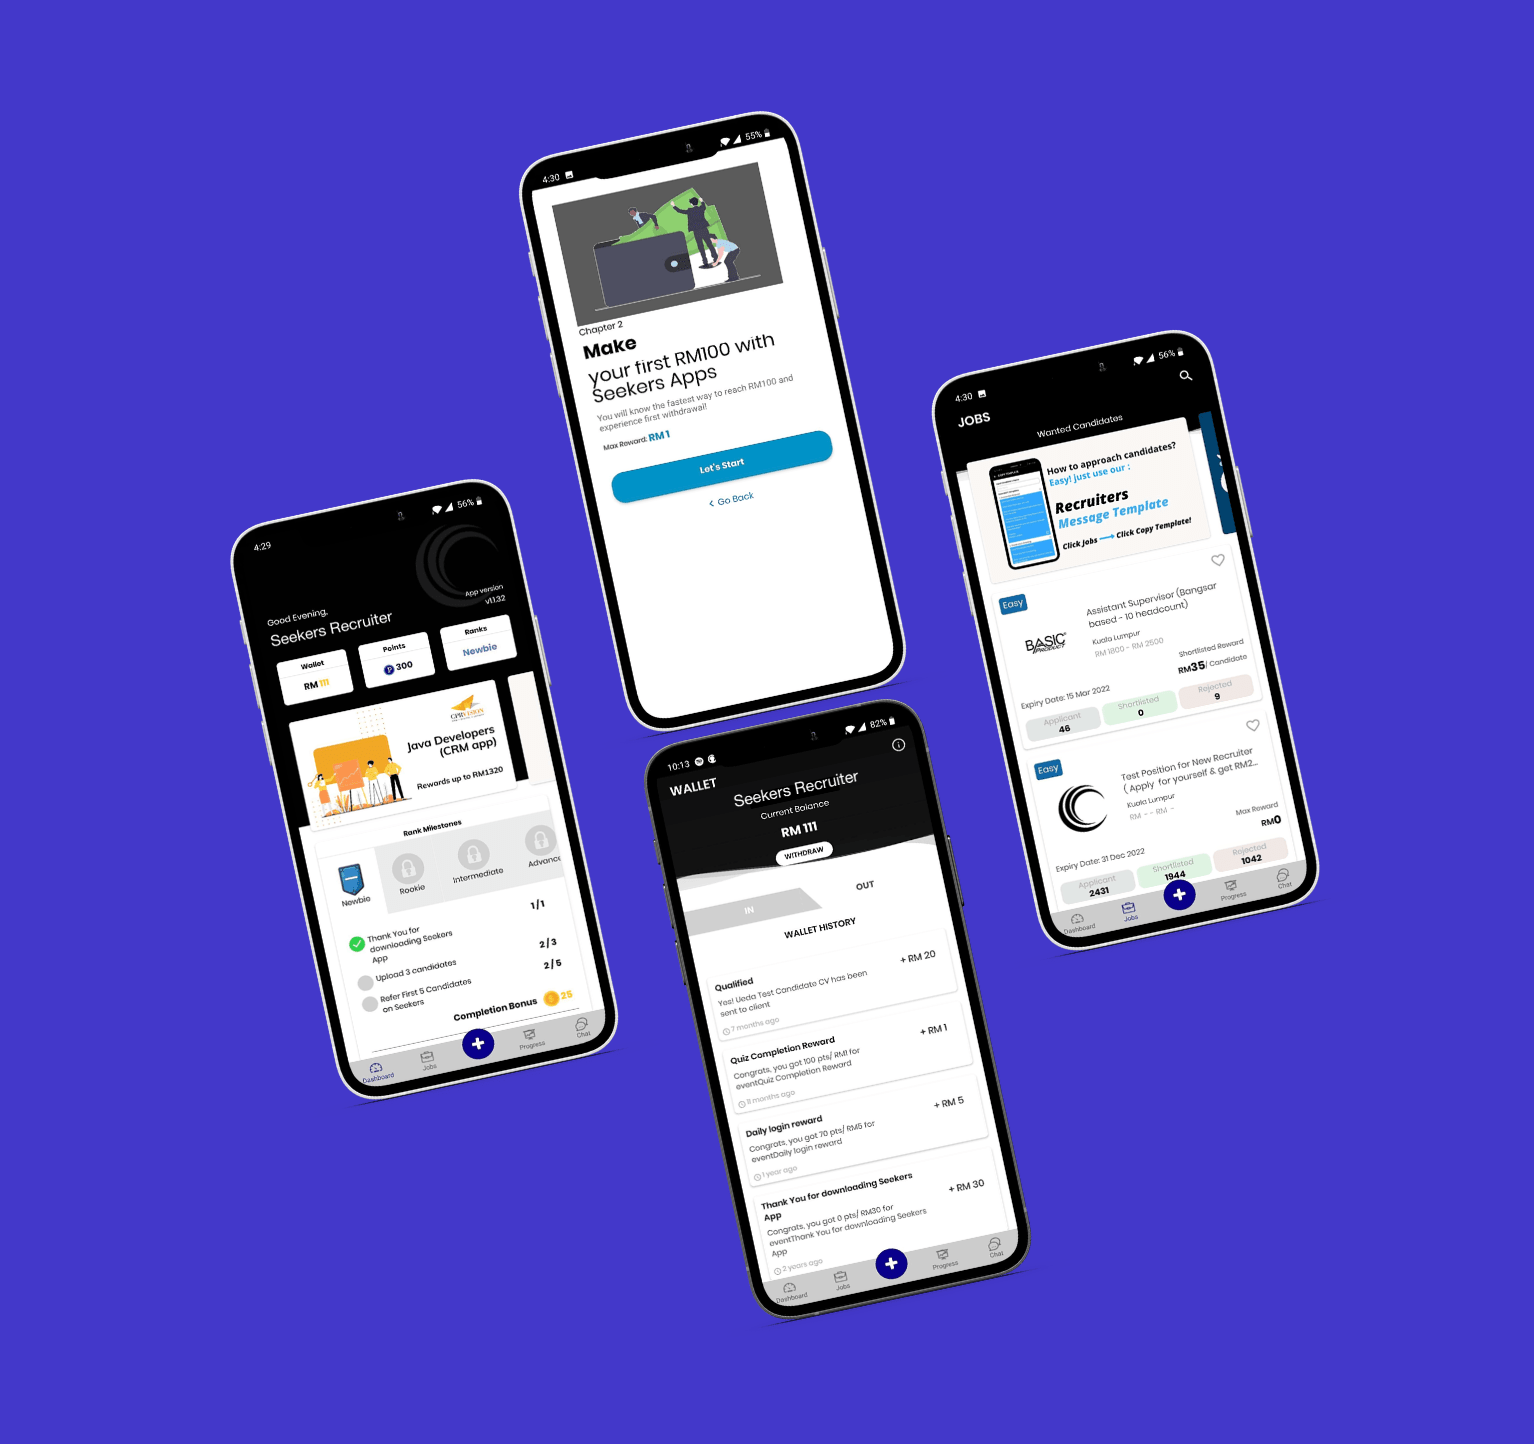 4:30
55%
Chapter 2
Make
your first RM100 with
Seekers Apps
You will know the fastest way to reach RM100 and
experience first withdrawal!
Max Reward: RM 1
Let's Start
Go Back
4:29
56%
App version
v1.1.32
Good Evening,
Seekers Recruiter
Wallet
RM 111
Points
300
Ranks
Newbie
Java Developers
(CRM app)
Rewards up to RM1320
Rank Milestones
Newbie
Rookie
Intermediate
Advance
Thank You for
downloading Seekers
App
1/1
Upload 3 candidates
2/3
Refer First 5 Candidates
on Seekers
2/5
Completion Bonus 25
Dashboard
Jobs
Progress
Chat
4:30
56%
JOBS
Wanted Candidates
How to approach candidates?
Easy! just use our :
Recruiters
Message Template
Click Jobs
Click Copy Template!
Easy
BASIC
PRODUCT
Assistant Supervisor (Bangsar
based - 10 headcount)
Kuala Lumpur
RM 1800 - RM 2500
Shortlisted Reward
RM35/ Candidate
Expiry Date: 15 Mar 2022
Applicant
46
Shortlisted
0
Rejected
9
Easy
Test Position for New Recruiter
( Apply for yourself & get RM2...
Kuala Lumpur
RM - - RM -
Max Reward
RM0
Expiry Date: 31 Dec 2022
Applicant
2431
Shortlisted
1944
Rejected
1042
Dashboard
Jobs
Progress
Chat
10:13
82%
WALLET
Seekers Recruiter
Current Balance
RM 111
WITHDRAW
IN
OUT
WALLET HISTORY
Qualified
+ RM 20
Yes! Ueda Test Candidate CV has been
sent to client
7 months ago
Quiz Completion Reward
+ RM 1
Congrats, you got 100 pts/ RM1 for
eventQuiz Completion Reward
11 months ago
Daily login reward
+ RM 5
Congrats, you got 70 pts/ RM5 for
eventDaily login reward
1 year ago
Thank You for downloading Seekers
App
+ RM 30
Congrats, you got 0 pts/ RM30 for
eventThank You for downloading Seekers
App
2 years ago
Dashboard
Jobs
Progress
Chat